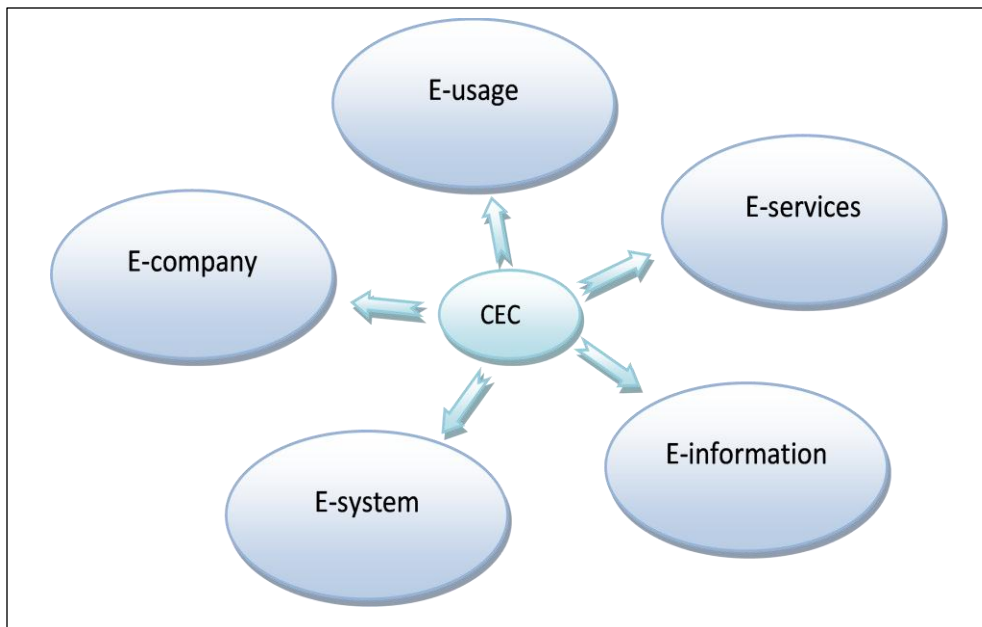 E-usage
E-services
E-company
CEC
E-information
E-system